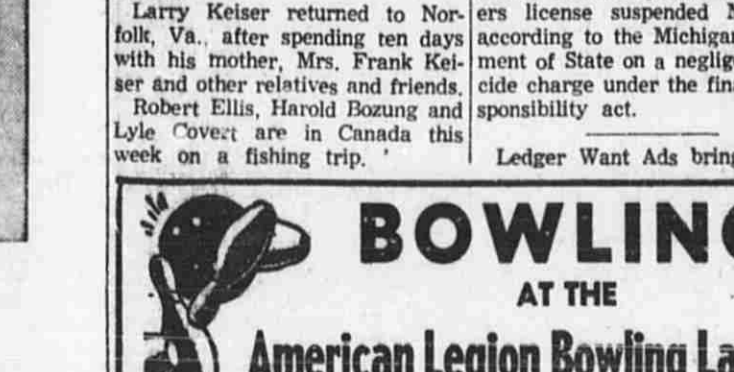 Larry Keiser returned to Nor-
folk, Va., after spending ten days
with his mother, Mrs. Frank Kei-
ser and other relatives and friends.
Robert Ellis, Harold Bozung and
Lyle Covert are in Canada this
week on a fishing trip.
ers license suspended
according to the Michigan
ment of State on a neglig
cide charge under the fin
sponsibility act.
Ledger Want Ads bring
BOWLING
AT THE
American Legion Bowling La